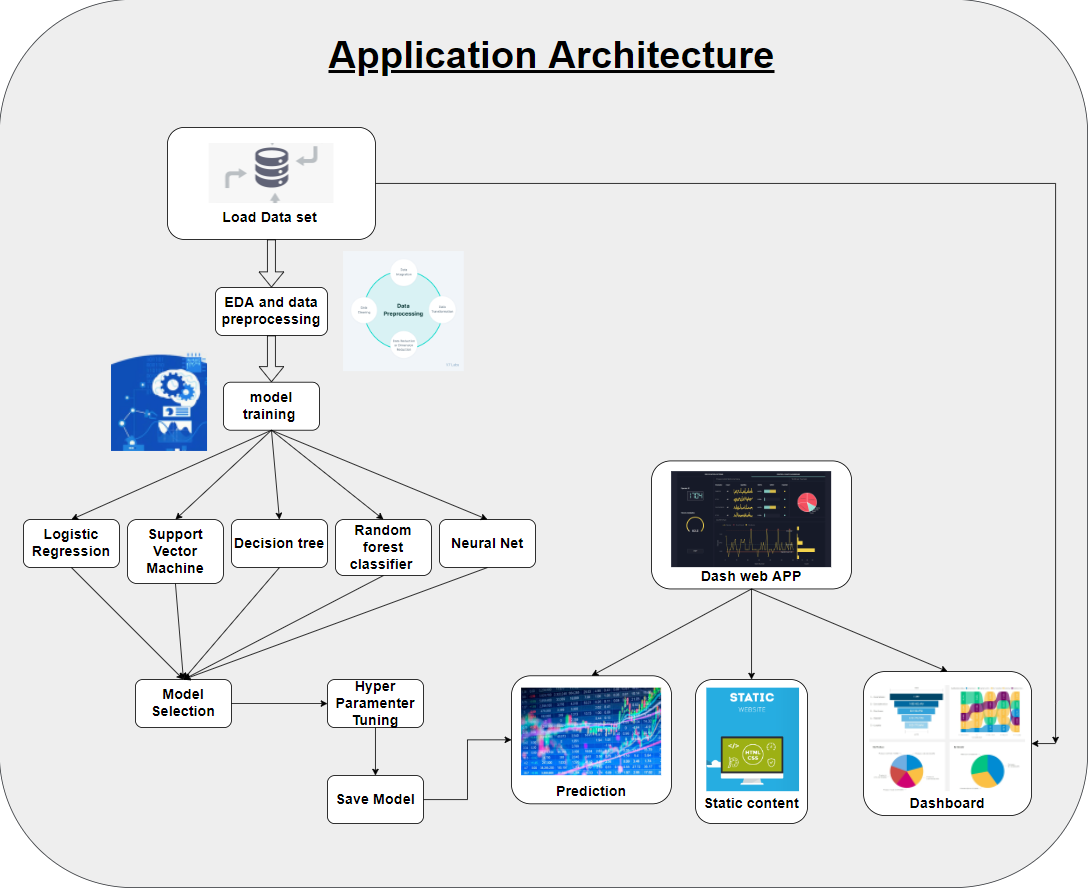 Application Architecture
Load Data set
EDA and data
preprocessing
Data
Preprocessing
model
training
Logistic
Regression
Support
Vector
Machine
Decision tree
Random
forest
classifier
Neural Net
Dash web APP
Model
Selection
Hyper
Paramenter
Tuning
Save Model
Prediction
STATIC
WEBSITE
HTML
CSS
Static content
Dashboard